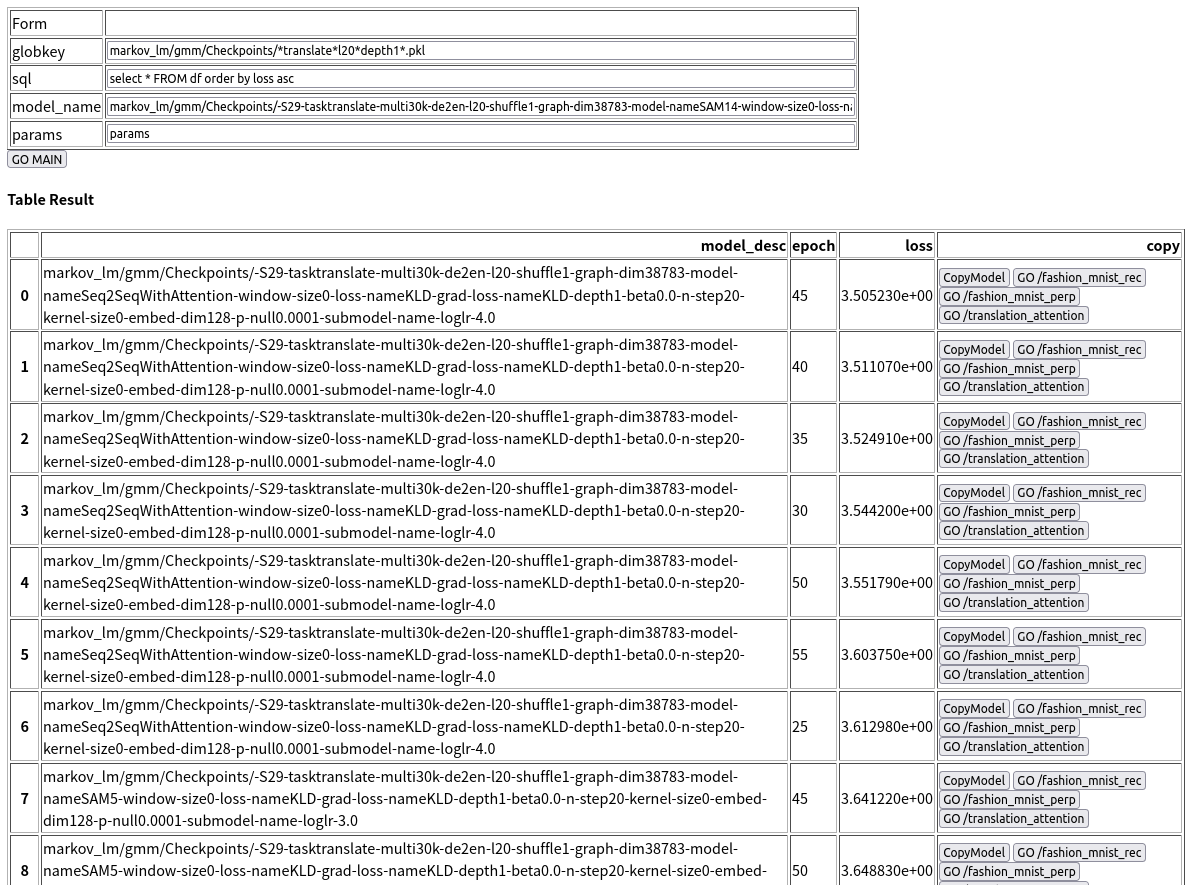 Form
globkey markov_lm/gmm/Checkpoints/*translate*l20*depth1*.pkl
sql select * FROM df order by loss asc
model_name markov_lm/gmm/Checkpoints/-S29-tasktranslate-multi30k-de2en-l20-shuffle1-graph-dim38783-model-nameSAM14-window-size0-loss-na
params params
GO MAIN
Table Result
model_desc epoch loss copy
markov_lm/gmm/Checkpoints/-S29-tasktranslate-multi30k-de2en-l20-shuffle1-graph-dim38783-model- CopyModel GO /fashion_mnist_rec
0 nameSeq2SeqWithAttention-window-size0-loss-nameKLD-grad-loss-nameKLD-depth1-beta0.0-n-step20- 45 3.505230e+00 GO /fashion_mnist_perp
kernel-size0-embed-dim128-p-null0.0001-submodel-name-loglr-4.0 GO /translation_attention
markov_lm/gmm/Checkpoints/-S29-tasktranslate-multi30k-de2en-l20-shuffle1-graph-dim38783-model- CopyModel GO /fashion_mnist_rec
1 nameSeq2SeqWithAttention-window-size0-loss-nameKLD-grad-loss-nameKLD-depth1-beta0.0-n-step20- 40 3.511070e+00 GO /fashion_mnist_perp
kernel-size0-embed-dim128-p-null0.0001-submodel-name-loglr-4.0 GO /translation_attention
markov_lm/gmm/Checkpoints/-S29-tasktranslate-multi30k-de2en-l20-shuffle1-graph-dim38783-model- CopyModel GO /fashion_mnist_rec
2 nameSeq2SeqWithAttention-window-size0-loss-nameKLD-grad-loss-nameKLD-depth1-beta0.0-n-step20- 35 3.524910e+00 GO /fashion_mnist_perp
kernel-size0-embed-dim128-p-null0.0001-submodel-name-loglr-4.0 GO /translation_attention
markov_lm/gmm/Checkpoints/-S29-tasktranslate-multi30k-de2en-l20-shuffle1-graph-dim38783-model- CopyModel GO /fashion_mnist_rec
3 nameSeq2SeqWithAttention-window-size0-loss-nameKLD-grad-loss-nameKLD-depth1-beta0.0-n-step20- 30 3.544200e+00 GO /fashion_mnist_perp
kernel-size0-embed-dim128-p-null0.0001-submodel-name-loglr-4.0 GO /translation_attention
markov_lm/gmm/Checkpoints/-S29-tasktranslate-multi30k-de2en-l20-shuffle1-graph-dim38783-model- CopyModel GO /fashion_mnist_rec
4 nameSeq2SeqWithAttention-window-size0-loss-nameKLD-grad-loss-nameKLD-depth1-beta0.0-n-step20- 50 3.551790e+00 GO /fashion_mnist_perp
kernel-size0-embed-dim128-p-null0.0001-submodel-name-loglr-4.0 GO /translation_attention
markov_lm/gmm/Checkpoints/-S29-tasktranslate-multi30k-de2en-l20-shuffle1-graph-dim38783-model- CopyModel GO /fashion_mnist_rec
5 nameSeq2SeqWithAttention-window-size0-loss-nameKLD-grad-loss-nameKLD-depth1-beta0.0-n-step20- 55 3.603750e+00 GO /fashion_mnist_perp
kernel-size0-embed-dim128-p-null0.0001-submodel-name-loglr-4.0 GO /translation_attention
markov_lm/gmm/Checkpoints/-S29-tasktranslate-multi30k-de2en-l20-shuffle1-graph-dim38783-model- CopyModel GO /fashion_mnist_rec
6 nameSeq2SeqWithAttention-window-size0-loss-nameKLD-grad-loss-nameKLD-depth1-beta0.0-n-step20- 25 3.612980e+00 GO /fashion_mnist_perp
kernel-size0-embed-dim128-p-null0.0001-submodel-name-loglr-4.0 GO /translation_attention
markov_lm/gmm/Checkpoints/-S29-tasktranslate-multi30k-de2en-l20-shuffle1-graph-dim38783-model- CopyModel GO /fashion_mnist_rec
7 nameSAM5-window-size0-loss-nameKLD-grad-loss-nameKLD-depth1-beta0.0-n-step20-kernel-size0-embed- 45 3.641220e+00 GO /fashion_mnist_perp
dim128-p-null0.0001-submodel-name-loglr-3.0 GO /translation_attention
markov_lm/gmm/Checkpoints/-S29-tasktranslate-multi30k-de2en-l20-shuffle1-graph-dim38783-model- CopyModel GO /fashion_mnist_rec
8 nameSAM5-window-size0-loss-nameKLD-grad-loss-nameKLD-depth1-beta0.0-n-step20-kernel-size0-embed- 50 3.648830e+00 GO /fashion_mnist_perp